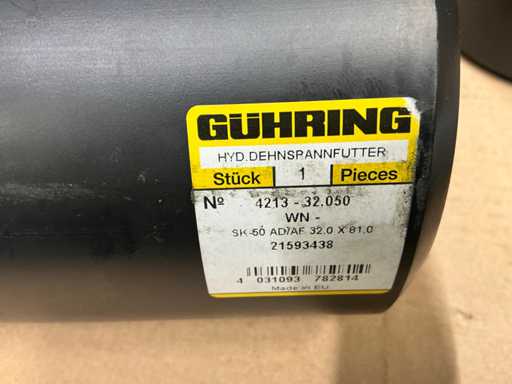 GÜHRING
HYD.DEHNSPANNFUTTER
Stück 1 Pieces
№ 4213 - 32.050
WN -
SK-50 AD/AF 32.0 X 81.0
21593438
4 031093 782814
Made in EU